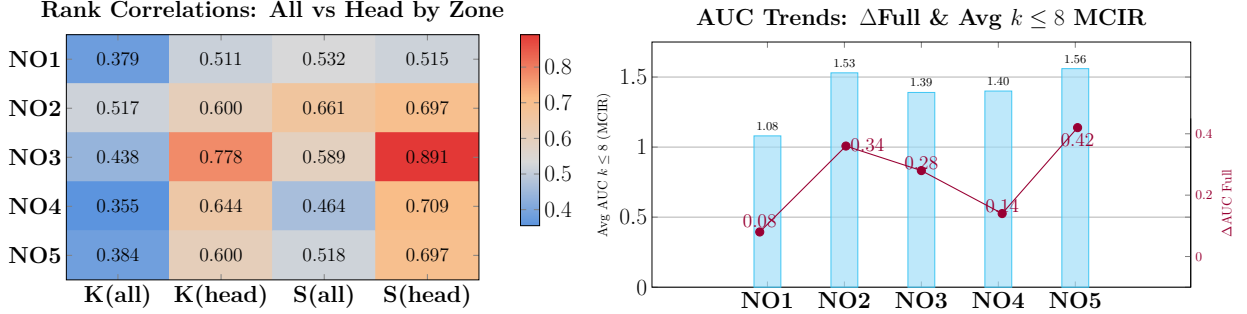 Rank Correlations: All vs Head by Zone
NO1 0.379 0.511 0.532 0.515
NO2 0.517 0.600 0.661 0.697
NO3 0.438 0.778 0.589 0.891
NO4 0.355 0.644 0.464 0.709
NO5 0.384 0.600 0.518 0.697
K(all) K(head) S(all) S(head)
0.8
0.7
0.6
0.5
0.4
AUC Trends: ΔFull & Avg k ≤ 8 MCIR
Avg AUC k ≤ 8 (MCIR)
1.5
1
0.5
0
1.08
1.53
1.39
1.40
1.56
0.08
0.34
0.28
0.14
0.42
NO1 NO2 NO3 NO4 NO5
0.4
0.2
0
ΔAUC Full